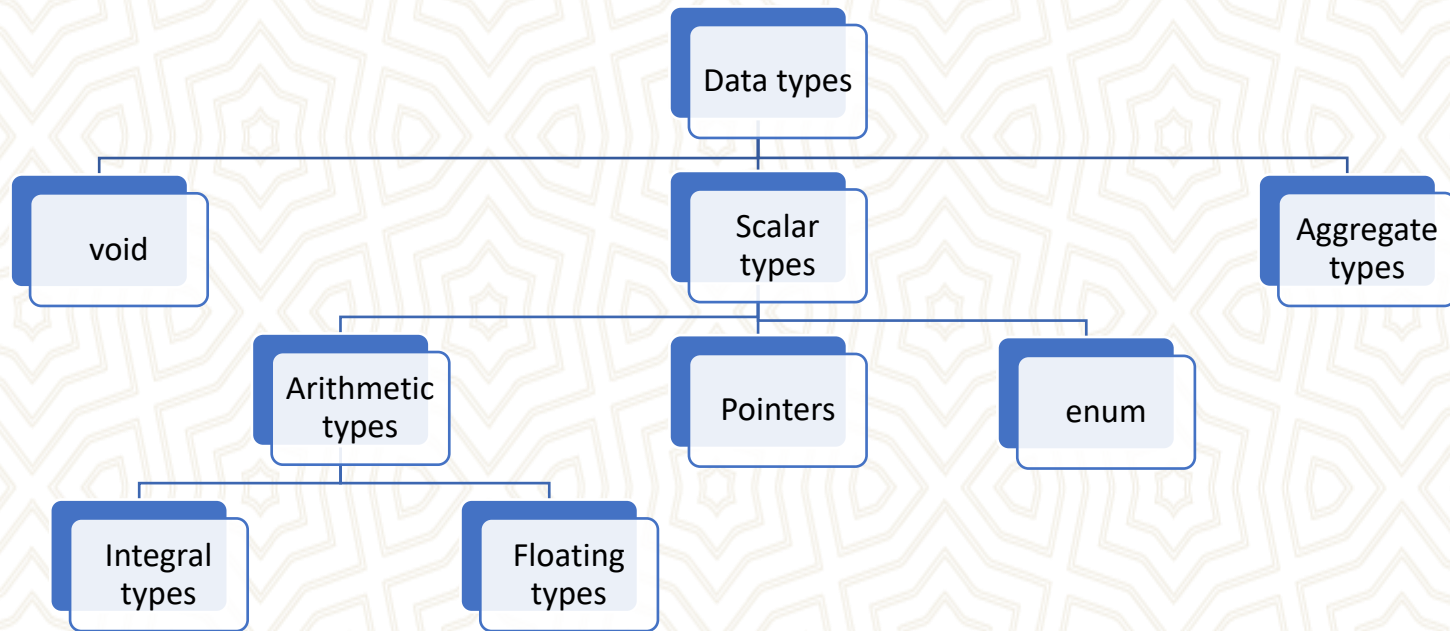 Data types
void
Scalar
types
Aggregate
types
Arithmetic
types
Pointers
enum
Integral
types
Floating
types